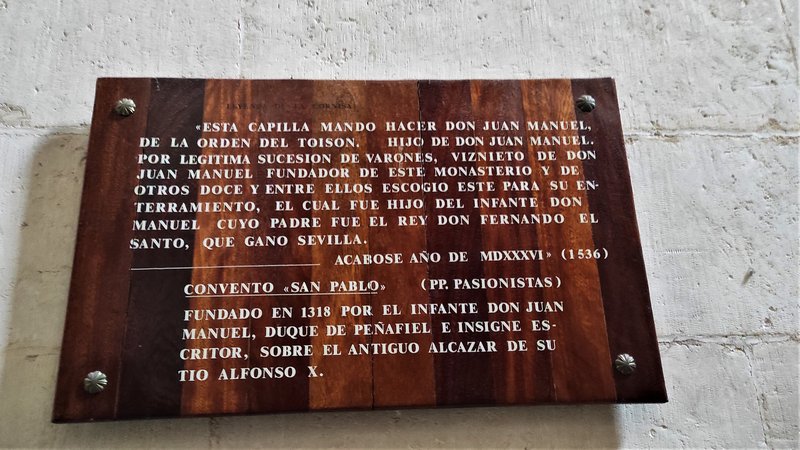 LEYENDA DE LA CORNISA
«ESTA CAPILLA MANDO HACER DON JUAN MANUEL,
DE LA ORDEN DEL TOISON. HIJO DE DON JUAN MANUEL.
POR LEGITIMA SUCESION DE VARONES, VIZNIETO DE DON
JUAN MANUEL FUNDADOR DE ESTE MONASTERIO Y DE
OTROS DOCE Y ENTRE ELLOS ESCOGIO ESTE PARA SU EN-
TERRAMIENTO, EL CUAL FUE HIJO DEL INFANTE DON
MANUEL CUYO PADRE FUE EL REY DON FERNANDO EL
SANTO, QUE GANO SEVILLA.
ACABOSE AÑO DE MDXXXVI» (1536)
CONVENTO «SAN PABLO» (PP. PASIONISTAS)
FUNDADO EN 1318 POR EL INFANTE DON JUAN
MANUEL, DUQUE DE PEÑAFIEL E INSIGNE ES-
CRITOR, SOBRE EL ANTIGUO ALCAZAR DE SU
TIO ALFONSO X.